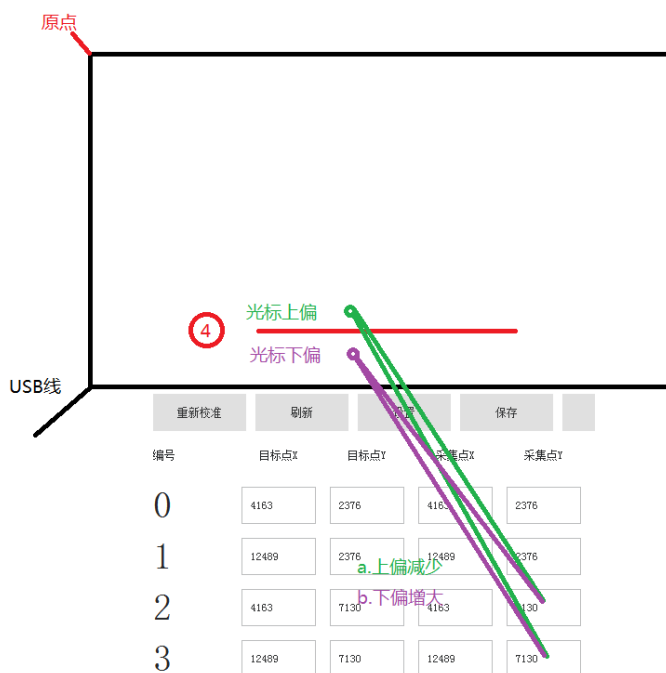 原点
光标上偏
4
光标下偏
USB线
重新校准 刷新 设置 保存
编号 目标点X 目标点Y 采集点X 采集点Y
0 4163 2376 4163 2376
1 12489 2376 12489 2376
a.上偏减少
b.下偏增大
2 4163 7130 4163 7130
3 12489 7130 12489 7130